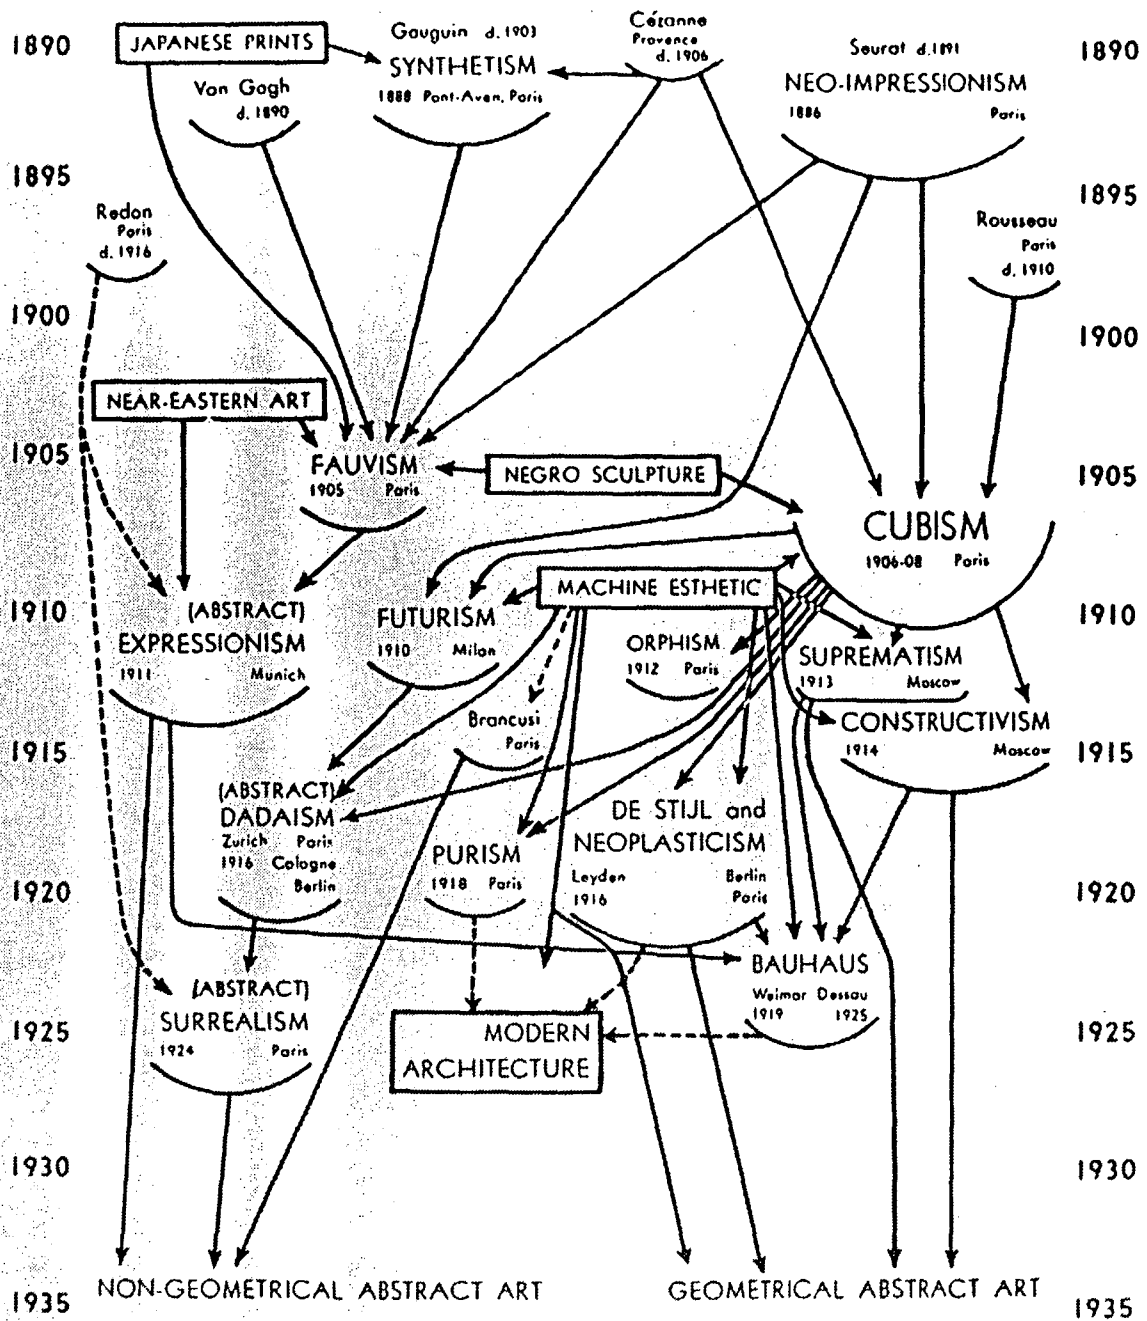 1890
JAPANESE PRINTS
Gauguin d. 1903
SYNTHETISM
1888 Pont-Aven, Paris
Cézanne
Provence
d. 1906
Seurat d. 1891
NEO-IMPRESSIONISM
1886 Paris
1890
Van Gogh
d. 1890
1895
1895
Redon
Paris
d. 1916
Rousseau
Paris
d. 1910
1900
1900
NEAR-EASTERN ART
1905
FAUVISM
1905 Paris
NEGRO SCULPTURE
1905
CUBISM
1906-08 Paris
1910
(ABSTRACT)
EXPRESSIONISM
1911 Munich
FUTURISM
1910 Milan
MACHINE ESTHETIC
ORPHISM
1912 Paris
SUPREMATISM
1913 Moscow
1910
Brancusi
Paris
CONSTRUCTIVISM
1914 Moscow
1915
1915
(ABSTRACT)
DADAISM
Zurich Paris
1916 Cologne
Berlin
PURISM
1918 Paris
DE STIJL and
NEOPLASTICISM
Leyden Berlin
1916 Paris
1920
1920
(ABSTRACT)
SURREALISM
1924 Paris
BAUHAUS
Weimar Dessau
1919 1925
1925
MODERN
ARCHITECTURE
1925
1930
1930
NON-GEOMETRICAL ABSTRACT ART
GEOMETRICAL ABSTRACT ART
1935
1935